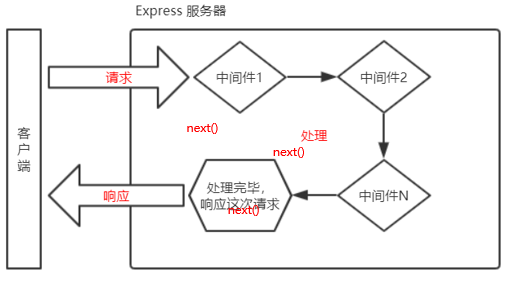 Express 服务器
客户端
请求
中间件1
中间件2
next()
处理
next()
处理完毕，
响应这次请求
next()
中间件N
响应